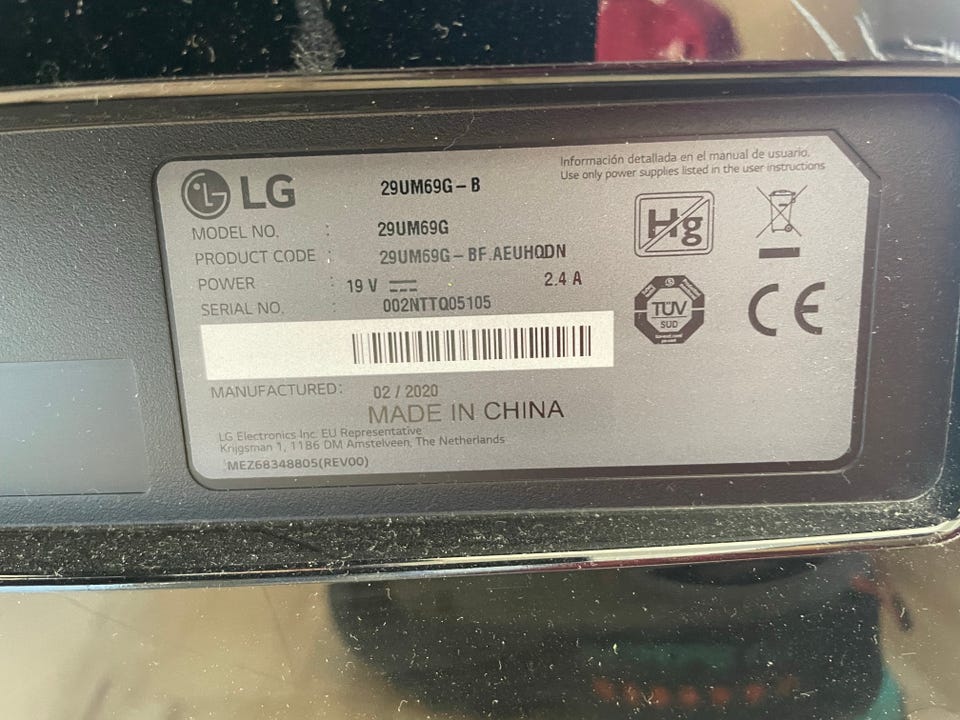 LG 29UM69G-B
Información detallada en el manual de usuario.
Use only power supplies listed in the user instructions
MODEL NO. : 29UM69G
PRODUCT CODE : 29UM69G-BF.AEUHQDN
POWER : 19 V 2.4 A
SERIAL NO. : 002NTTQ05105
Hg
TÜV
SUD
CE
MANUFACTURED: 02 / 2020
MADE IN CHINA
LG Electronics Inc. EU Representative
Krijgsman 1, 1186 DM Amstelveen, The Netherlands
MEZ68348805(REV00)